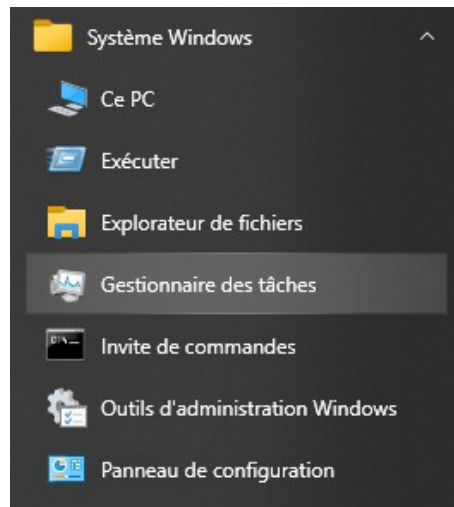 Système Windows
Ce PC
Exécuter
Explorateur de fichiers
Gestionnaire des tâches
Invite de commandes
Outils d'administration Windows
Panneau de configuration